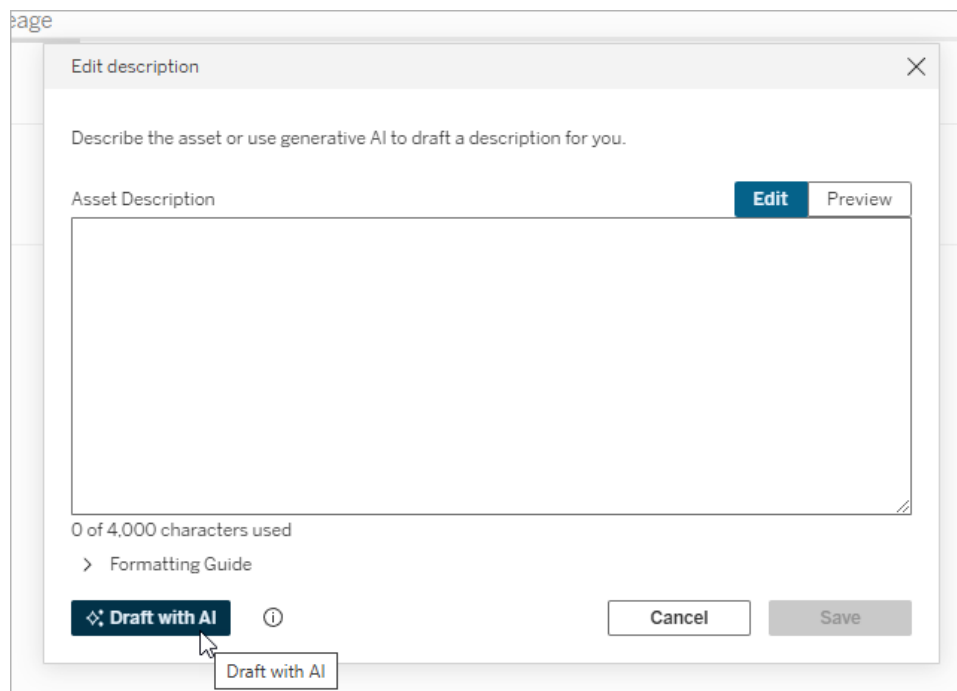 eage
Edit description
Describe the asset or use generative AI to draft a description for you.
Asset Description
Edit
Preview
0 of 4,000 characters used
Formatting Guide
Draft with AI
Cancel
Save
Draft with AI